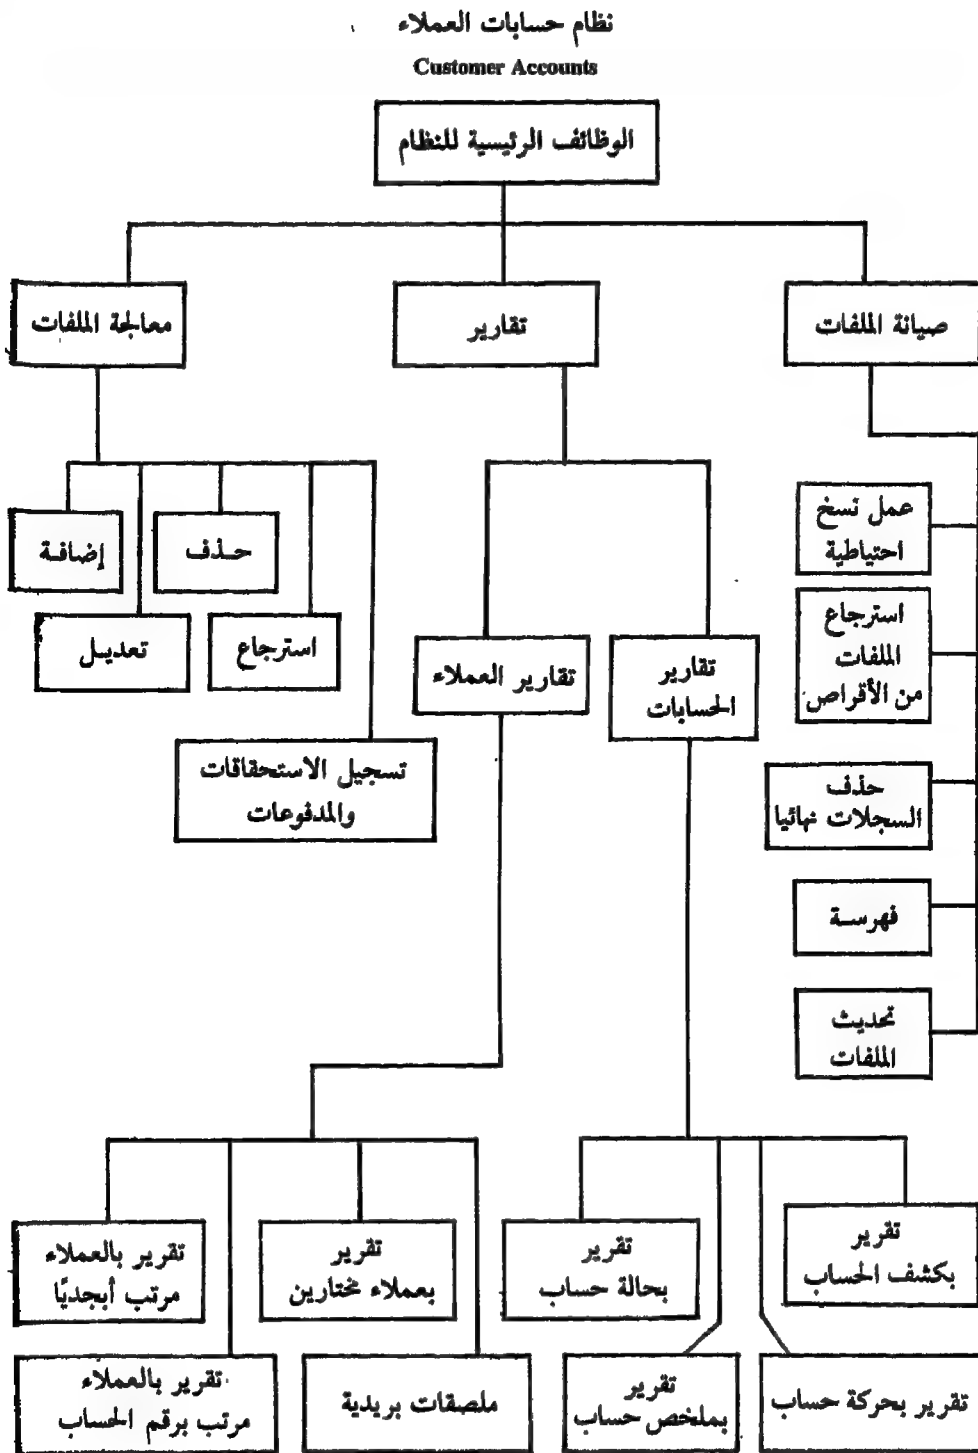 نظام حسابات العملاء
Customer Accounts
الوظائف الرئيسية للنظام
صيانة الملفات
تقارير
معالجة الملفات
عمل نسخ
احتياطية
استرجاع
الملفات
من الأقراص
حذف
السجلات نهائيا
فهرسة
تحديث
الملفات
إضافة
حذف
تعديل
استرجاع
تسجيل الاستحقاقات
والمدفوعات
تقارير
الحسابات
تقارير العملاء
تقرير
بكشف الحساب
تقرير
بحالة حساب
تقرير
بعملاء مختارين
تقرير بالعملاء
مرتب أبجديًا
تقرير بحركة حساب
تقرير
بملخص حساب
ملصقات بريدية
تقرير بالعملاء
مرتب برقم الحساب